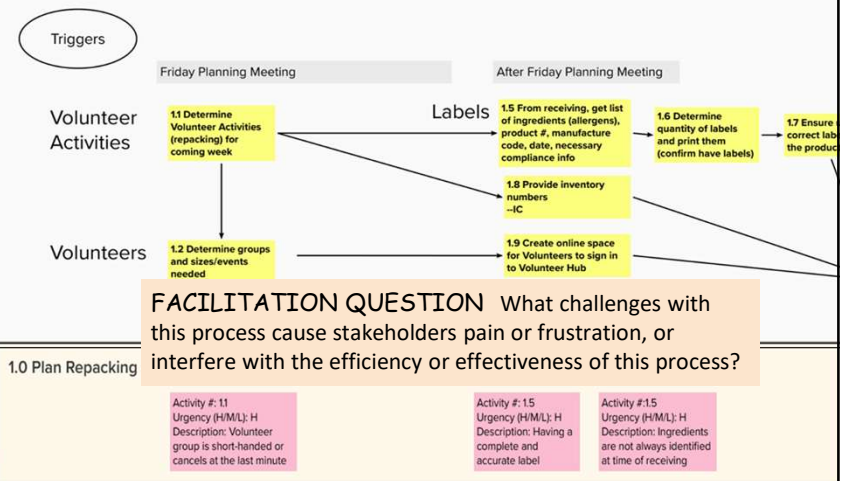 Triggers
Friday Planning Meeting
After Friday Planning Meeting
Volunteer
Activities
1.1 Determine
Volunteer Activities
(repacking) for
coming week
Labels
1.5 From receiving, get list
of ingredients (allergens),
product #, manufacture
code, date, necessary
compliance info
1.6 Determine
quantity of labels
and print them
(confirm have labels)
1.7 Ensure
correct lab
the produc
1.8 Provide inventory
numbers
--IC
Volunteers
1.2 Determine groups
and sizes/events
needed
1.9 Create online space
for Volunteers to sign in
to Volunteer Hub
FACILITATION QUESTION What challenges with
this process cause stakeholders pain or frustration, or
interfere with the efficiency or effectiveness of this process?
1.0 Plan Repacking
Activity #: 1.1
Urgency (H/M/L): H
Description: Volunteer
group is short-handed or
cancels at the last minute
Activity #: 1.5
Urgency (H/M/L): H
Description: Having a
complete and
accurate label
Activity #:1.5
Urgency (H/M/L): H
Description: Ingredients
are not always identified
at time of receiving